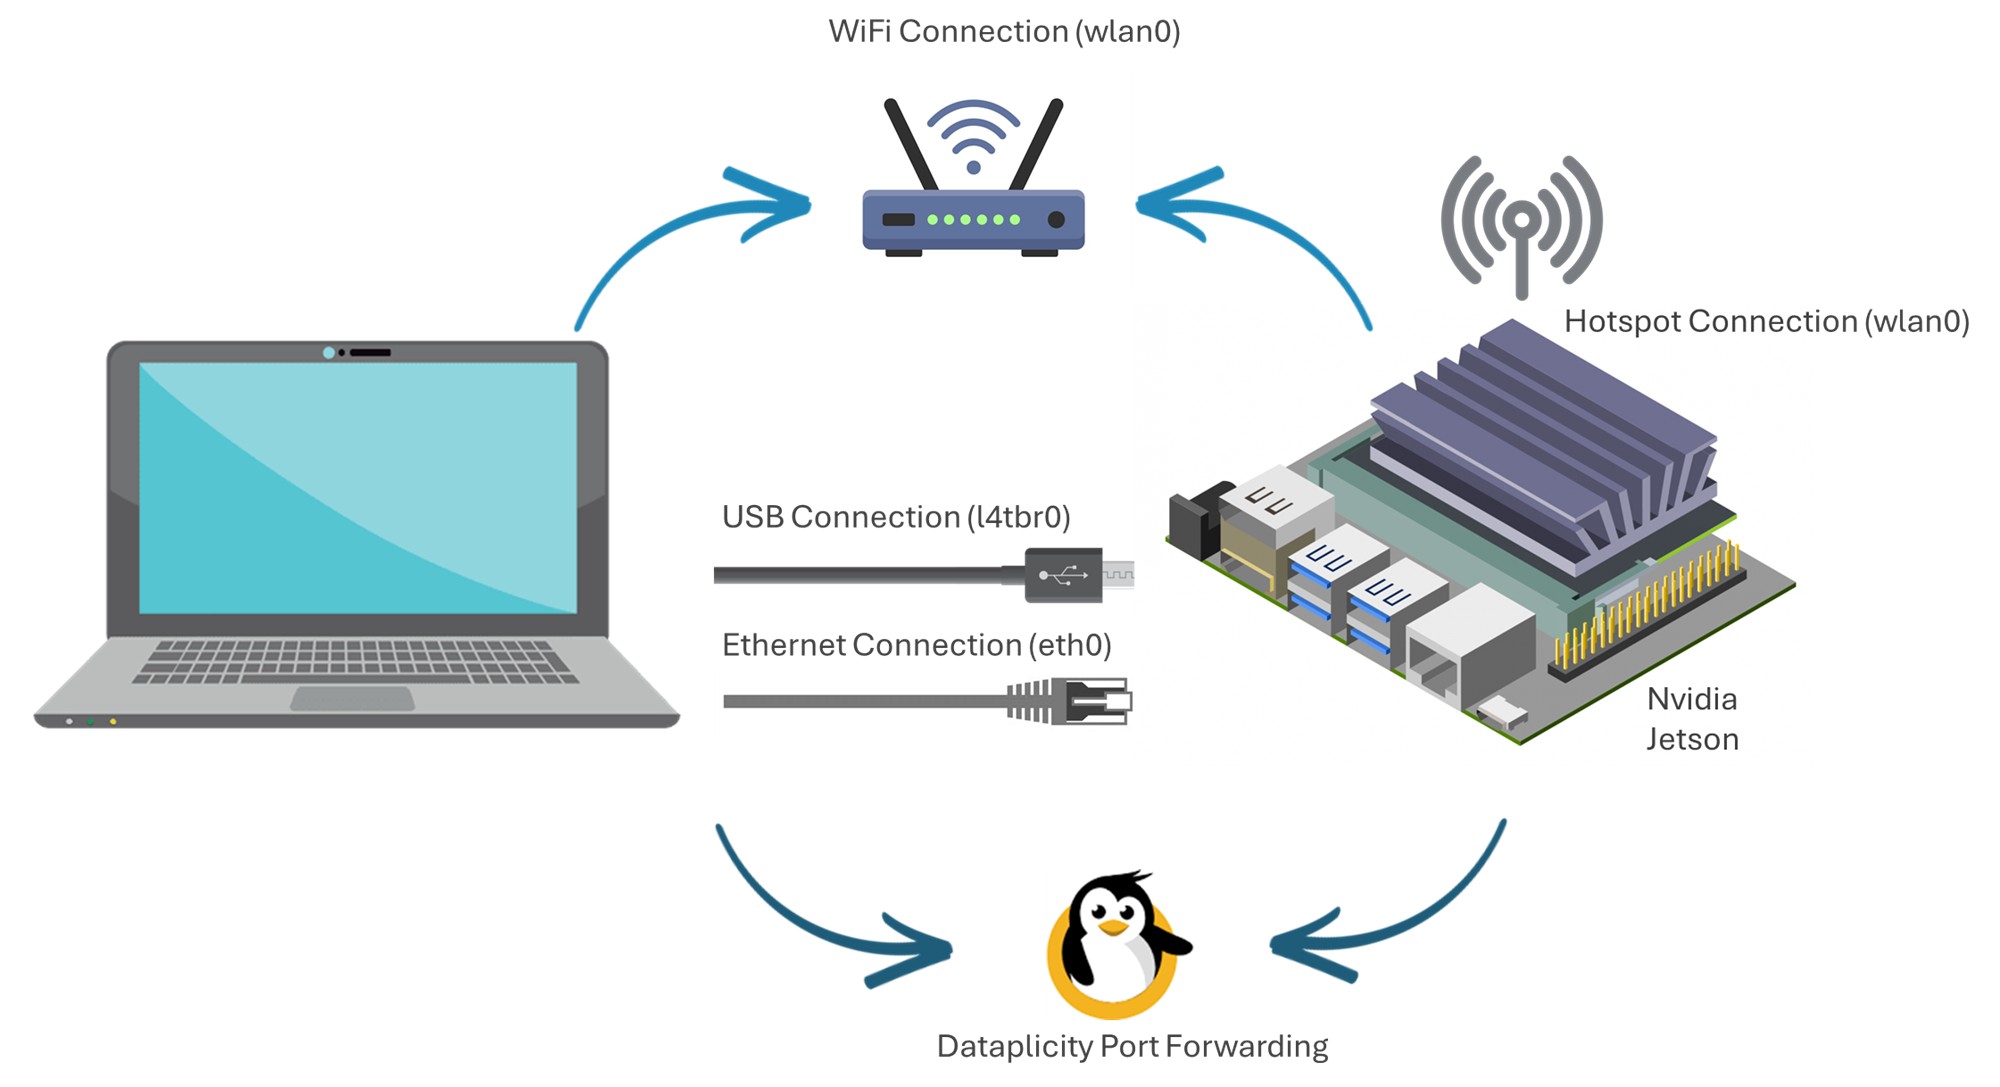 WiFi Connection (wlan0)
Hotspot Connection (wlan0)
USB Connection (l4tbr0)
Ethernet Connection (eth0)
Nvidia
Jetson
Dataplicity Port Forwarding